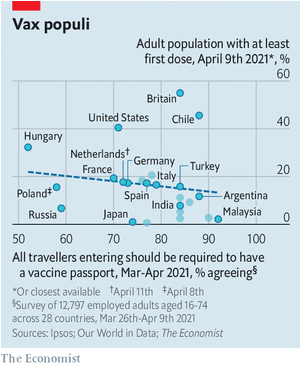 Vax populi
Adult population with at least
first dose, April 9th 2021*, %
60
Britain
Chile
United States
40
Hungary
Netherlands†
Germany
France
Italy
Turkey
20
Poland‡
Spain
Argentina
India
Russia
Japan
Malaysia
0
50 60 70 80 90 100
All travellers entering should be required to have
a vaccine passport, Mar-Apr 2021, % agreeing§
*Or closest available †April 11th ‡April 8th
§Survey of 12,797 employed adults aged 16-74
across 28 countries, Mar 26th-Apr 9th 2021
Sources: Ipsos; Our World in Data; The Economist
The Economist